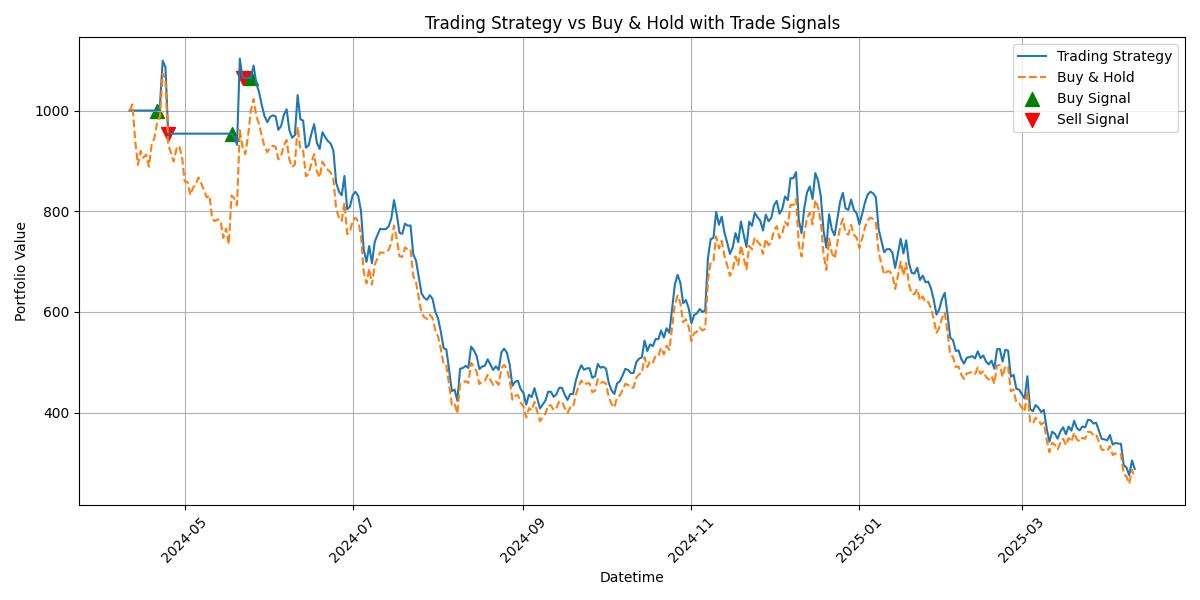 Trading Strategy vs Buy & Hold with Trade Signals
Trading Strategy
Buy & Hold
Buy Signal
Sell Signal
Portfolio Value
1000
800
600
400
2024-05
2024-07
2024-09
2024-11
2025-01
2025-03
Datetime